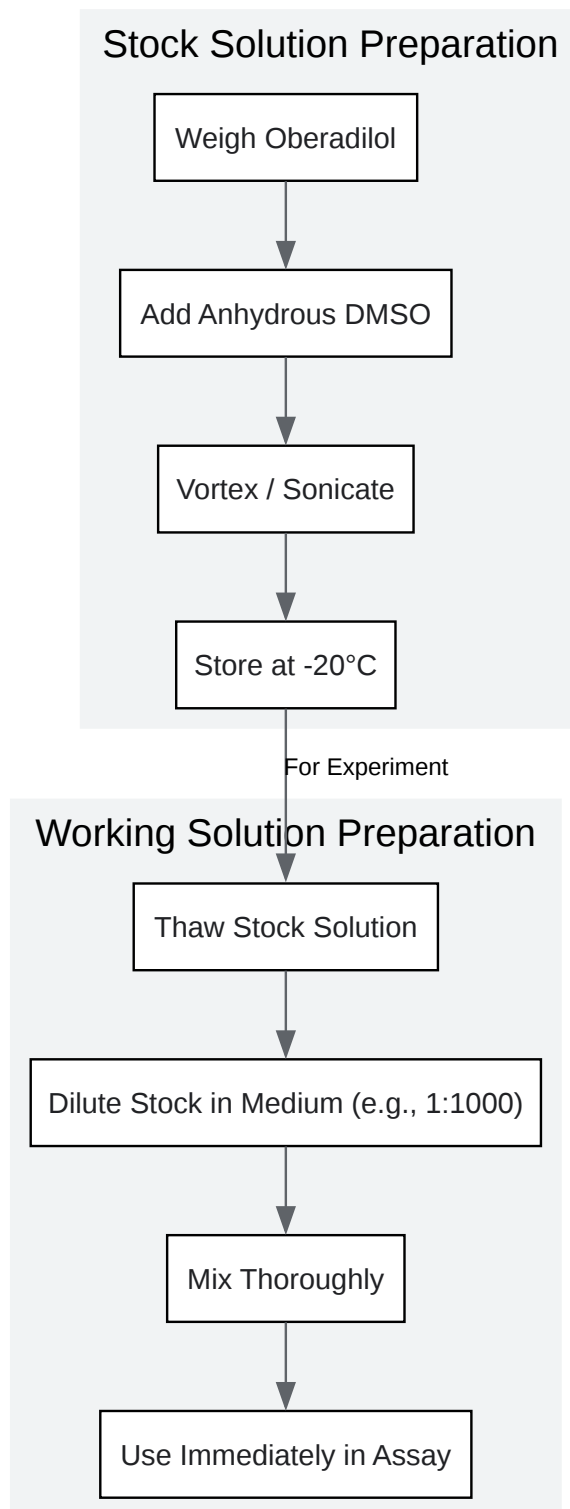 Stock Solution Preparation
Weigh Oberadilol
Add Anhydrous DMSO
Vortex / Sonicate
Store at -20°C
For Experiment
Working Solution Preparation
Thaw Stock Solution
Dilute Stock in Medium (e.g., 1:1000)
Mix Thoroughly
Use Immediately in Assay